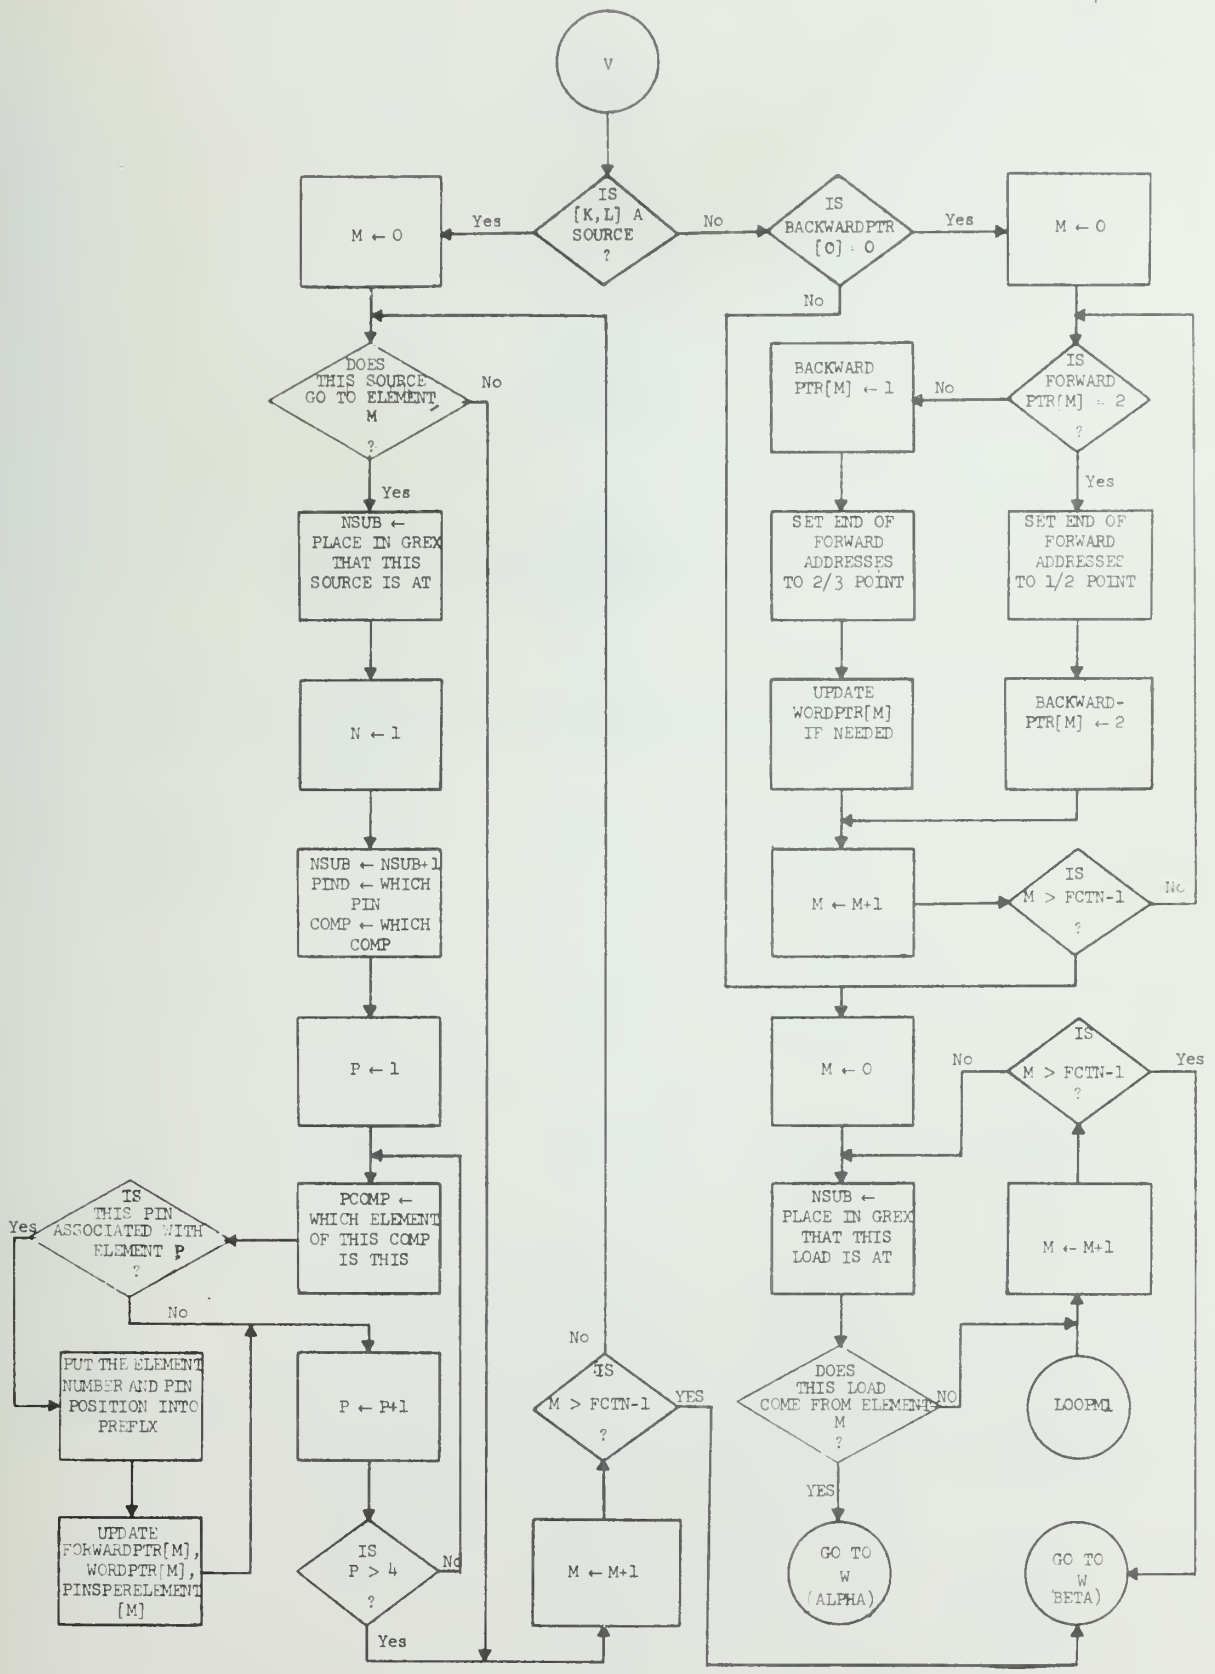 V
IS
[K,L] A
SOURCE
?
Yes
No
M ← 0
IS
BACKWARDPTR
[0] = 0
Yes
No
M ← 0
DOES
THIS SOURCE
GO TO ELEMENT
M
?
No
Yes
BACKWARD
PTR[M] ← 1
No
IS
FORWARD
PTR[M] = 2
?
Yes
NSUB ←
PLACE IN GREX
THAT THIS
SOURCE IS AT
SET END OF
FORWARD
ADDRESSES
TO 2/3 POINT
SET END OF
FORWARD
ADDRESSES
TO 1/2 POINT
N ← 1
UPDATE
WORDPTR[M]
IF NEEDED
BACKWARD-
PTR[M] ← 2
NSUB ← NSUB+1
PIND ← WHICH
PIN
COMP ← WHICH
COMP
M ← M+1
IS
M > FCTN-1
?
No
P ← 1
M ← 0
No
IS
M > FCTN-1
?
Yes
IS
THIS PIN
ASSOCIATED WITH
ELEMENT P
?
Yes
No
PCOMP ←
WHICH ELEMENT
OF THIS COMP
IS THIS
NSUB ←
PLACE IN GREX
THAT THIS
LOAD IS AT
M ← M+1
PUT THE ELEMENT
NUMBER AND PIN
POSITION INTO
PREFLX
P ← P+1
No
IS
M > FCTN-1
?
YES
DOES
THIS LOAD
COME FROM ELEMENT
M
?
NO
YES
LOOPM1
UPDATE
FORWARDPTR[M],
WORDPTR[M],
PINSPERELEMENT
[M]
IS
P > 4
?
No
Yes
M ← M+1
GO TO
W
(ALPHA)
GO TO
W
(BETA)